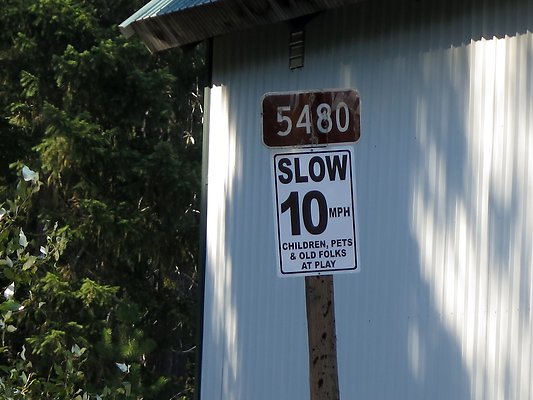 5480
SLOW
10 MPH
CHILDREN, PETS
& OLD FOLKS
AT PLAY